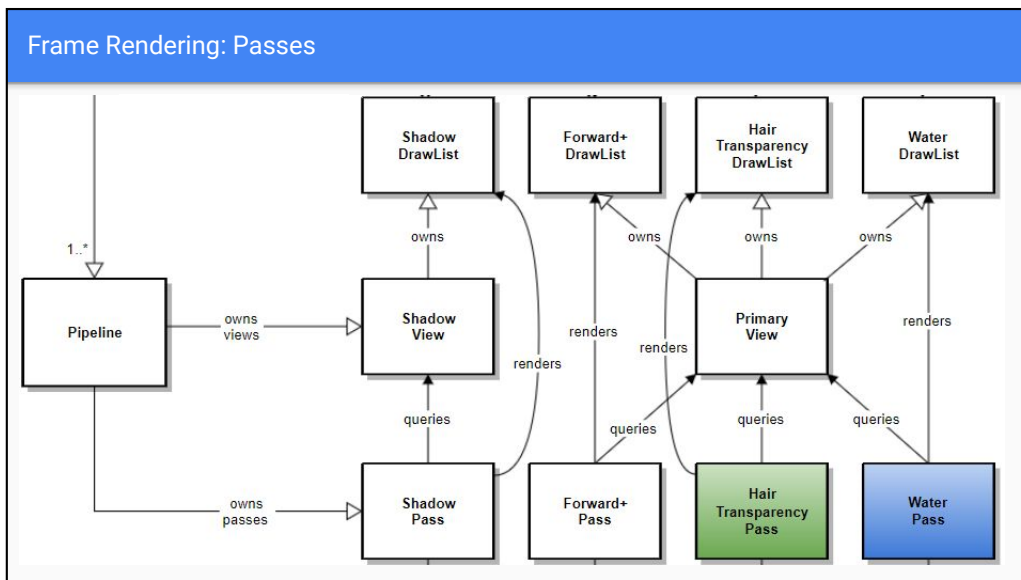 Frame Rendering: Passes
Shadow
DrawList
Forward+
DrawList
Hair
Transparency
DrawList
Water
DrawList
owns
owns
owns
owns
1..*
Pipeline
owns
views
Shadow
View
renders
renders
renders
Primary
View
renders
queries
queries
queries
queries
owns
passes
Shadow
Pass
Forward+
Pass
Hair
Transparency
Pass
Water
Pass